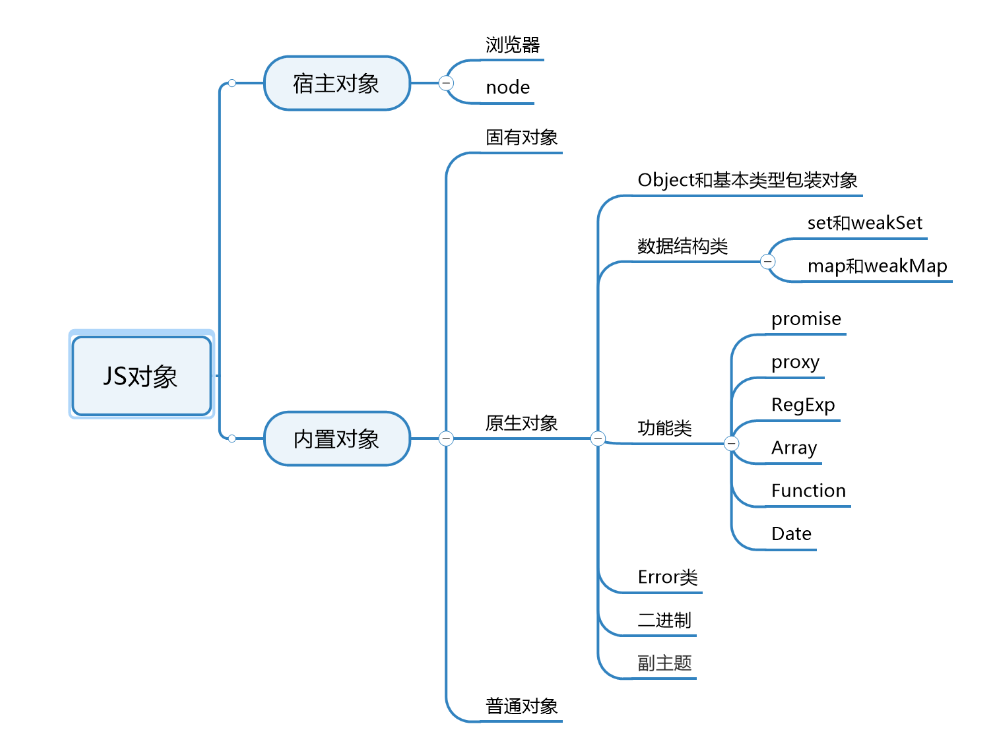 浏览器
宿主对象
node
固有对象
Object和基本类型包装对象
set和weakSet
数据结构类
map和weakMap
promise
proxy
JS对象
RegExp
原生对象
功能类
内置对象
Array
Function
Date
Error类
二进制
副主题
普通对象